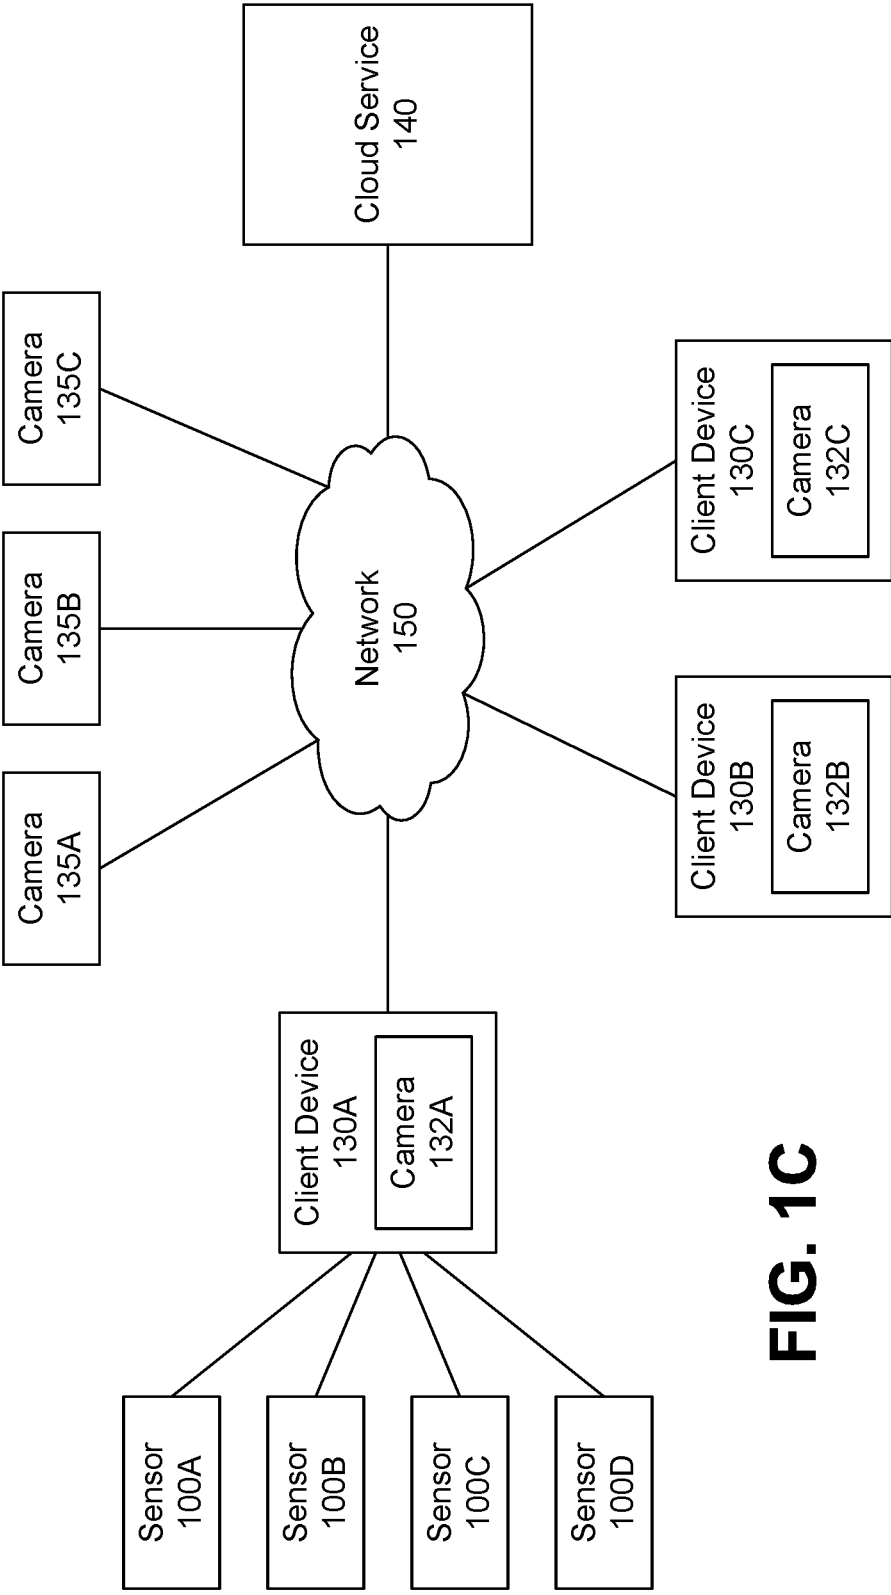 Camera
135A
Camera
135B
Camera
135C
Sensor
100A
Sensor
100B
Sensor
100C
Sensor
100D
Client Device
130A
Camera
132A
Network
150
Cloud Service
140
Client Device
130B
Camera
132B
Client Device
130C
Camera
132C
FIG. 1C